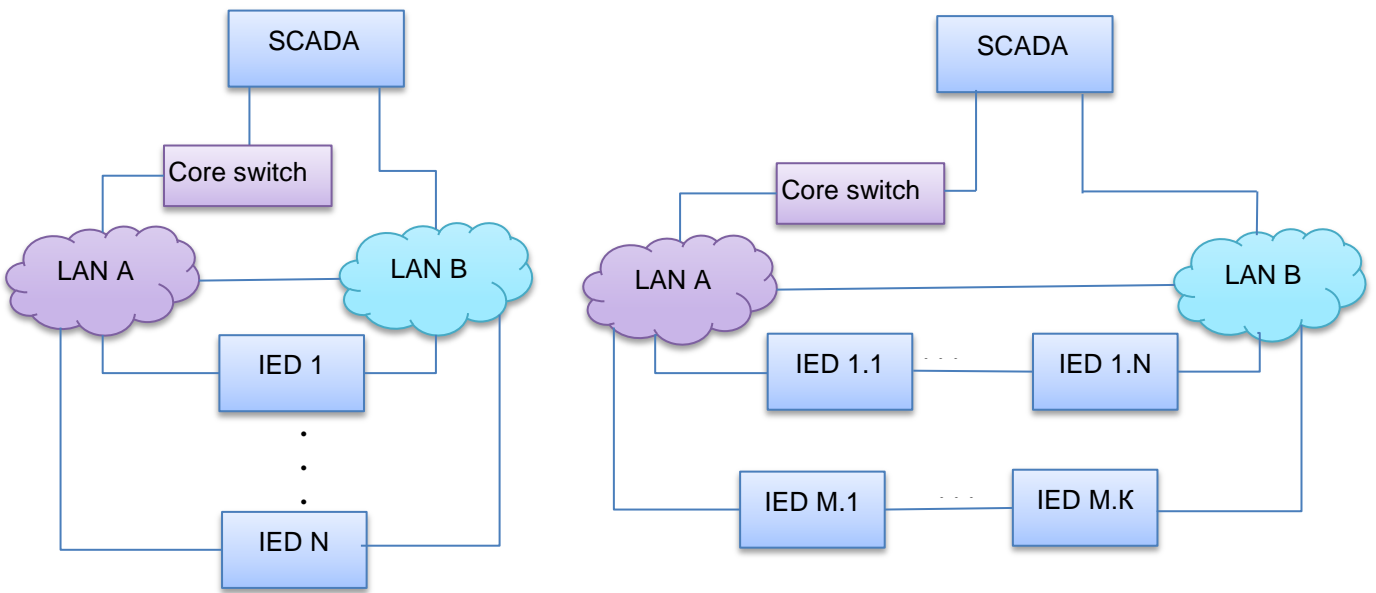 SCADA
Core switch
LAN A
LAN B
IED 1
.
.
.
IED N
SCADA
Core switch
LAN A
LAN B
IED 1.1
. . .
IED 1.N
IED M.1
. . .
IED M.K